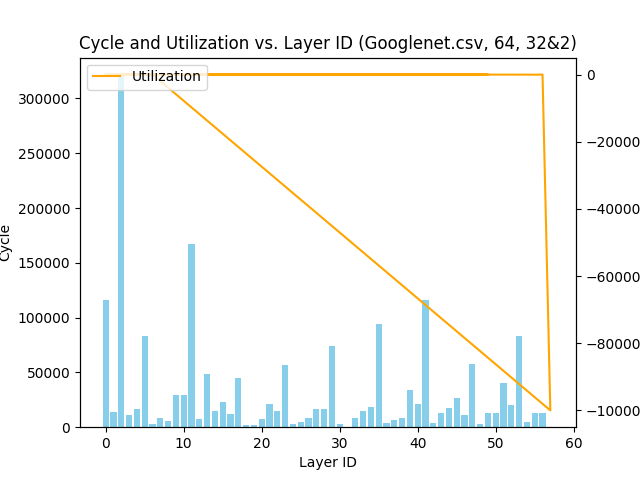 Cycle and Utilization vs. Layer ID (Googlenet.csv, 64, 32&2)
Utilization
Cycle
300000
250000
200000
150000
100000
50000
0
0
−20000
−40000
−60000
−80000
−10000
0 10 20 30 40 50 60
Layer ID